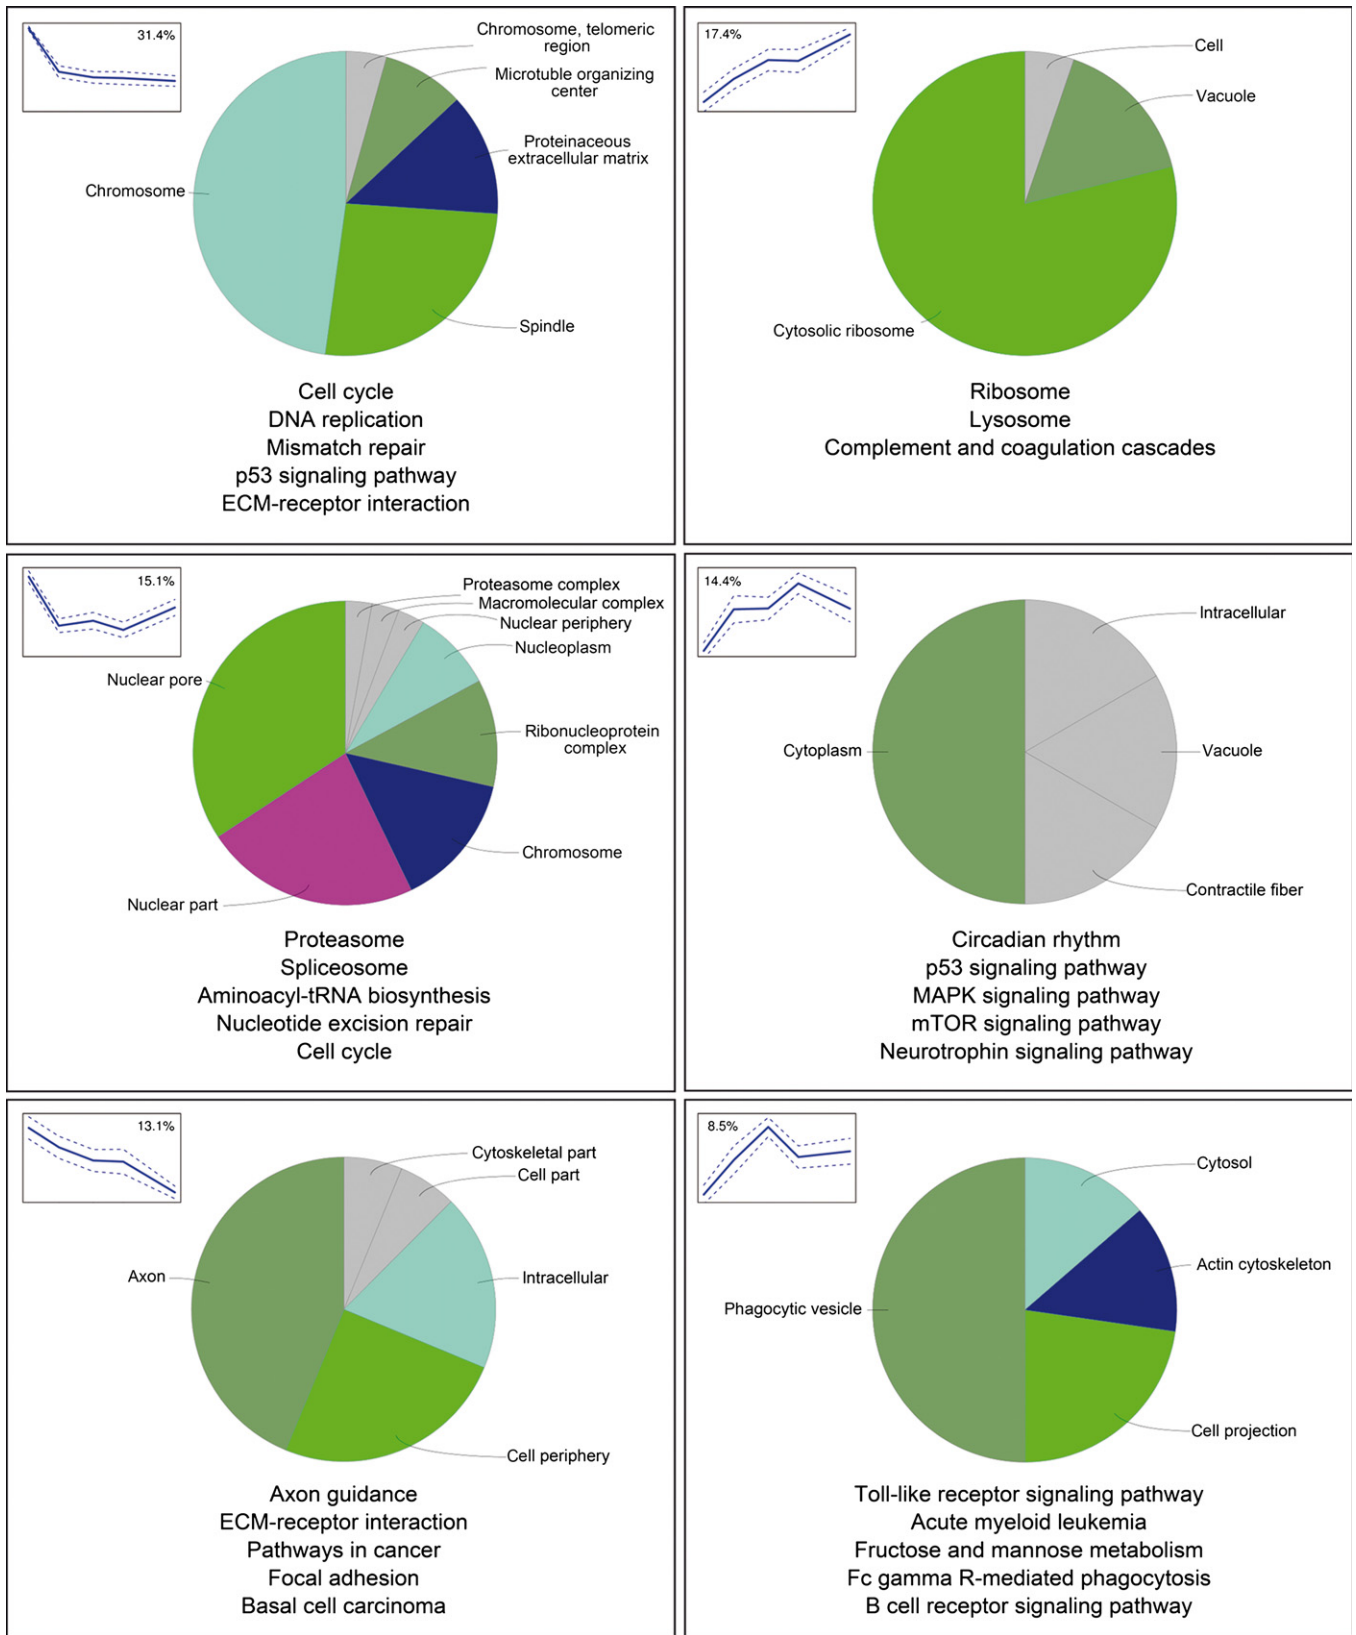 31.4%
Chromosome, telomeric
region
Microtuble organizing
center
Proteinaceous
extracellular matrix
Chromosome
Spindle
Cell cycle
DNA replication
Mismatch repair
p53 signaling pathway
ECM-receptor interaction
17.4%
Cell
Vacuole
Cytosolic ribosome
Ribosome
Lysosome
Complement and coagulation cascades
15.1%
Proteasome complex
Macromolecular complex
Nuclear periphery
Nucleoplasm
Nuclear pore
Ribonucleoprotein
complex
Chromosome
Nuclear part
Proteasome
Spliceosome
Aminoacyl-tRNA biosynthesis
Nucleotide excision repair
Cell cycle
14.4%
Intracellular
Cytoplasm
Vacuole
Contractile fiber
Circadian rhythm
p53 signaling pathway
MAPK signaling pathway
mTOR signaling pathway
Neurotrophin signaling pathway
13.1%
Cytoskeletal part
Cell part
Axon
Intracellular
Cell periphery
Axon guidance
ECM-receptor interaction
Pathways in cancer
Focal adhesion
Basal cell carcinoma
8.5%
Cytosol
Actin cytoskeleton
Phagocytic vesicle
Cell projection
Toll-like receptor signaling pathway
Acute myeloid leukemia
Fructose and mannose metabolism
Fc gamma R-mediated phagocytosis
B cell receptor signaling pathway